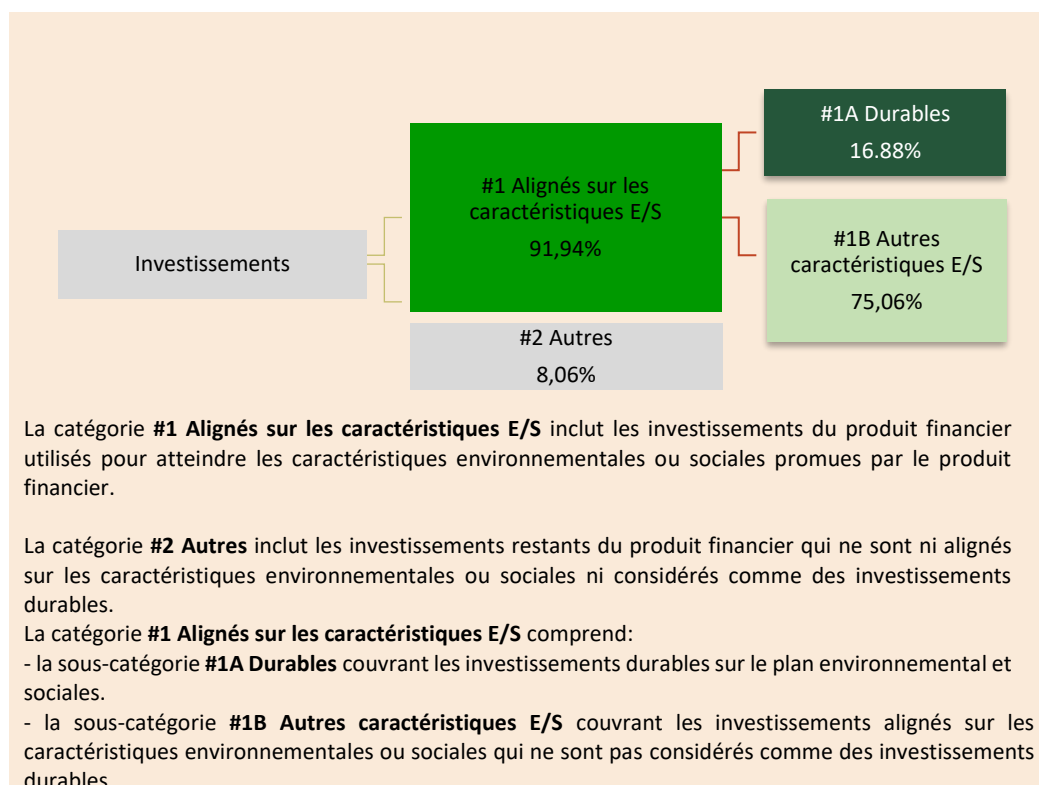 #1A Durables
16.88%
#1 Alignés sur les
caractéristiques E/S
91,94%
#1B Autres
caractéristiques E/S
75,06%
Investissements
#2 Autres
8,06%
La catégorie #1 Alignés sur les caractéristiques E/S inclut les investissements du produit financier
utilisés pour atteindre les caractéristiques environnementales ou sociales promues par le produit
financier.
La catégorie #2 Autres inclut les investissements restants du produit financier qui ne sont ni alignés
sur les caractéristiques environnementales ou sociales ni considérés comme des investissements
durables.
La catégorie #1 Alignés sur les caractéristiques E/S comprend:
- la sous-catégorie #1A Durables couvrant les investissements durables sur le plan environnemental et
sociales.
- la sous-catégorie #1B Autres caractéristiques E/S couvrant les investissements alignés sur les
caractéristiques environnementales ou sociales qui ne sont pas considérés comme des investissements
durables